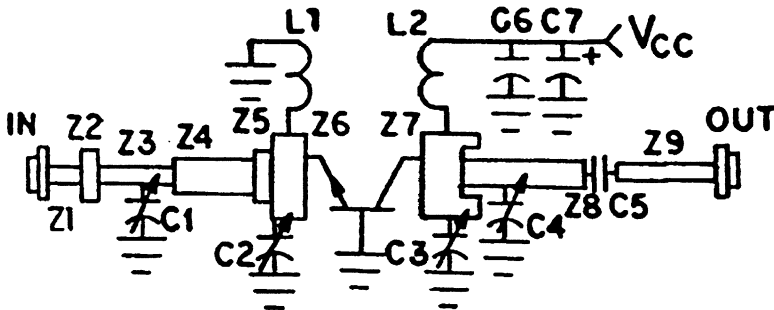 L1 L2 C6 C7
+ VCC
IN Z2 Z3 Z4 Z5 Z6 Z7 OUT
Z9
Z1 C1 Z8 C5
C2 C3 C4